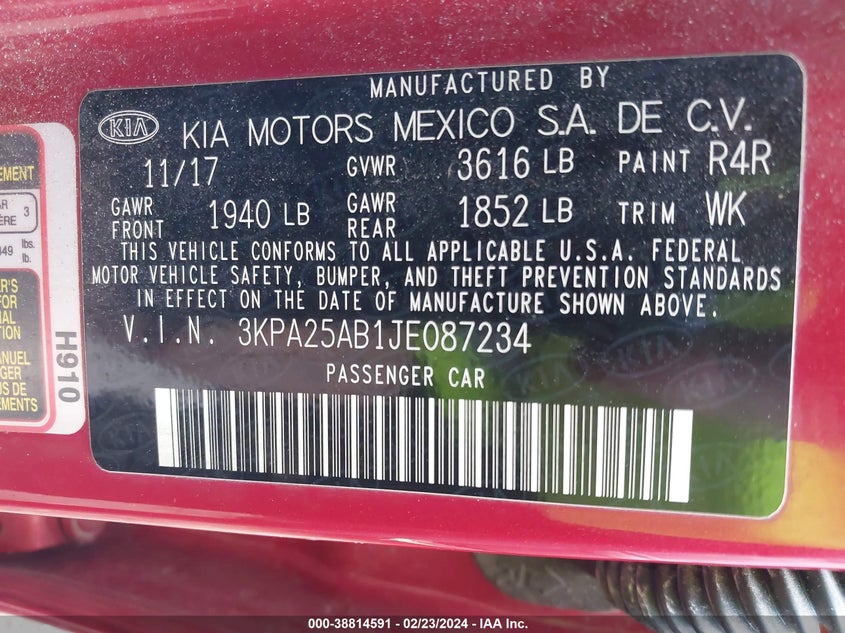 MANUFACTURED BY
KIA KIA MOTORS MEXICO S.A. DE C.V.
11/17 GVWR 3616 LB PAINT R4R
GAWR FRONT 1940 LB GAWR REAR 1852 LB TRIM WK
THIS VEHICLE CONFORMS TO ALL APPLICABLE U.S.A. FEDERAL
MOTOR VEHICLE SAFETY, BUMPER, AND THEFT PREVENTION STANDARDS
IN EFFECT ON THE DATE OF MANUFACTURE SHOWN ABOVE.
V.I.N. 3KPA25AB1JE087234
PASSENGER CAR
3
lbs.
lb.
H910
000-38814591 - 02/23/2024 - IAA Inc.